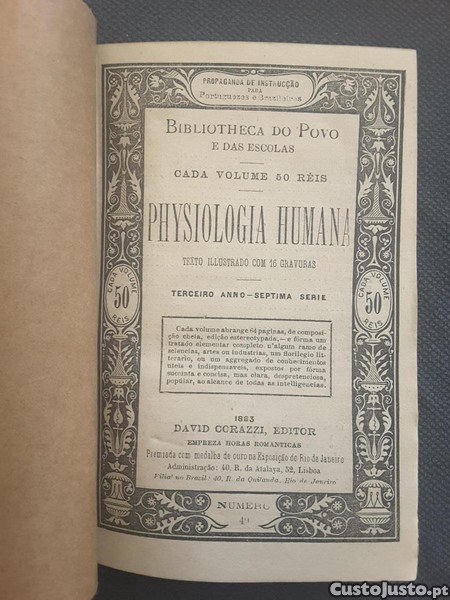 PROPAGANDA DE INSTRUCÇÃO
PARA
Portuguezes e Brazileiros
BIBLIOTHECA DO POVO
E DAS ESCOLAS
CADA VOLUME 50 RÉIS
PHYSIOLOGIA HUMANA
TEXTO ILLUSTRADO COM 16 GRAVURAS
TERCEIRO ANNO—SEPTIMA SERIE
CADA VOLUME
50
RÉIS
CADA VOLUME
50
RÉIS
Cada volume abrange 64 paginas, de composi-
ção cheia, edição estereotypada,—e fórma um
tratado elementar completo n'algum ramo de
sciencias, artes ou industrias, um florilegio lit-
terario, ou um aggregado de conhecimentos
uteis e indispensaveis, expostos por fórma
succinta e concisa, mas clara, despretenciosa,
popular, ao alcance de todas as intelligencias.
1883
DAVID CORAZZI, EDITOR
EMPREZA HORAS ROMANTICAS
Premiada com medalha de ouro na Exposição do Rio de Janeiro
Administração: 40, R. da Atalaya, 52, Lisboa
Filial no Brazil: 40, R. da Quitanda, Rio de Janeiro
NUMERO
49
CustoJusto.pt